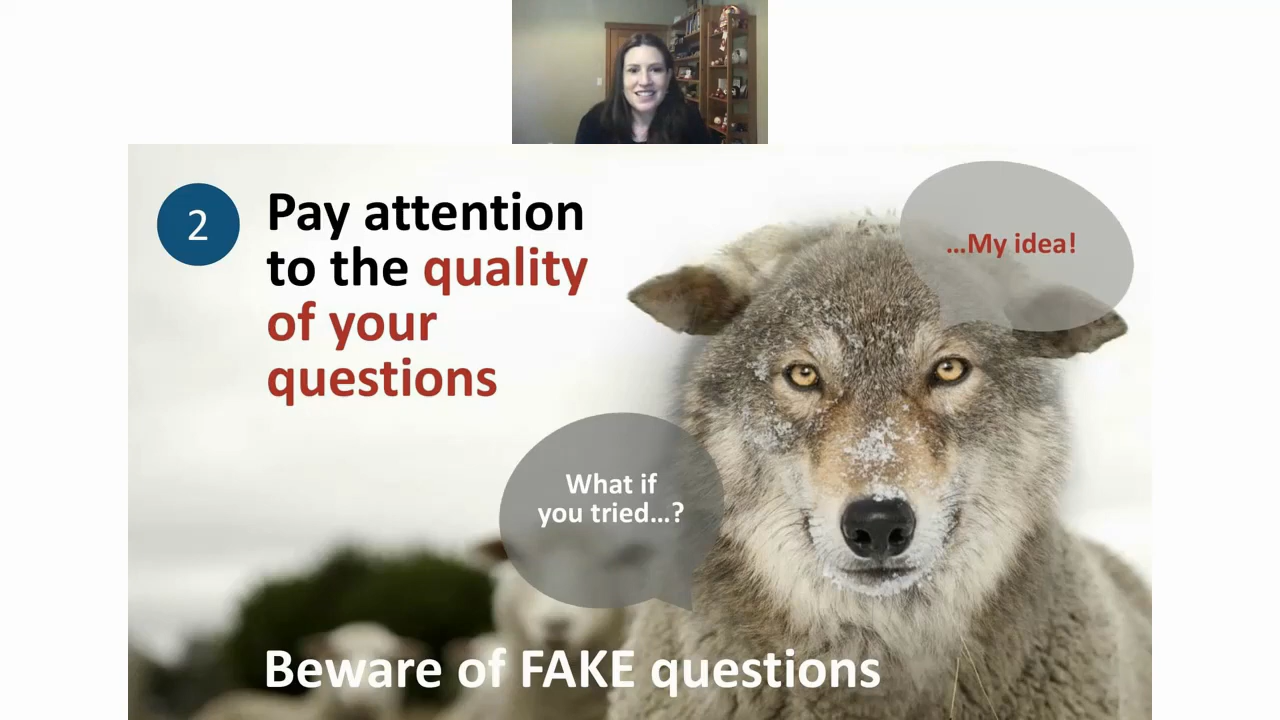 2
Pay attention
to the quality
of your
questions
...My idea!
What if
you tried...?
Beware of FAKE questions